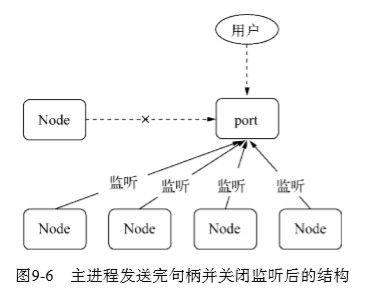 用户
Node
port
监听 监听 监听 监听
Node Node Node Node
图9-6 主进程发送完句柄并关闭监听后的结构